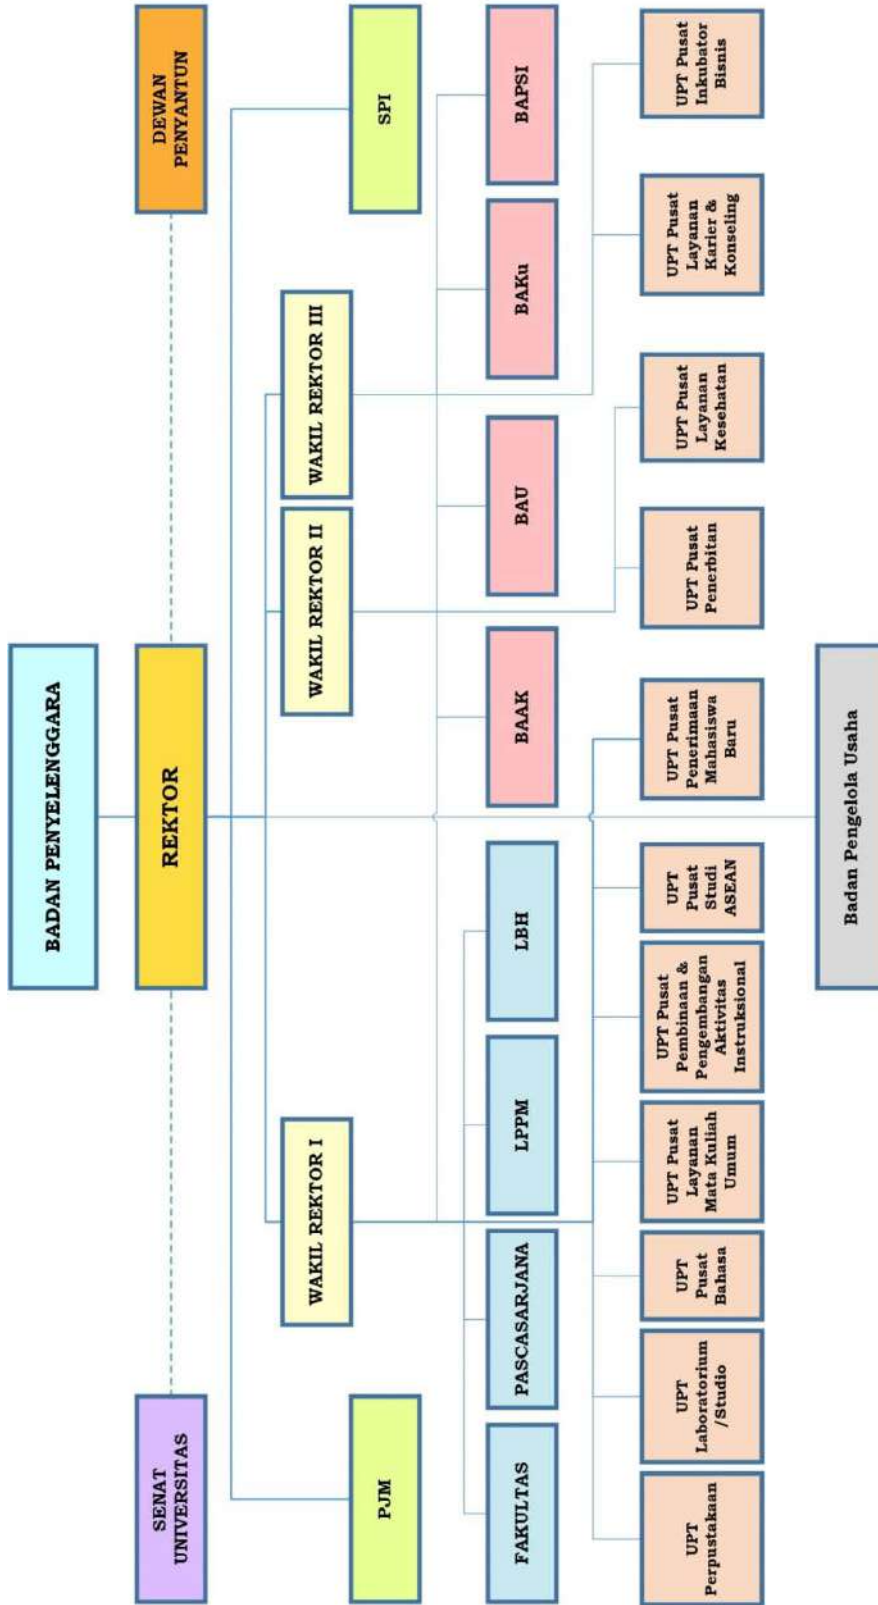 BADAN PENYELENGGARA
SENAT
UNIVERSITAS
REKTOR
DEWAN
PENYANTUN
WAKIL REKTOR I
WAKIL REKTOR II
WAKIL REKTOR III
PJM
SPI
FAKULTAS
PASCASARJANA
LPPM
LBH
BAAK
BAU
BAKu
BAPSI
UPT
Perpustakaan
UPT
Laboratorium
/Studio
UPT
Pusat
Bahasa
UPT Pusat
Layanan
Mata Kuliah
Umum
UPT Pusat
Pembinaan &
Pengembangan
Aktivitas
Instruksional
UPT
Pusat
Studi
ASEAN
UPT Pusat
Penerimaan
Mahasiswa
Baru
UPT Pusat
Penerbitan
UPT Pusat
Layanan
Kesehatan
UPT Pusat
Layanan
Karier &
Konseling
UPT Pusat
Inkubator
Bisnis
Badan Pengelola Usaha